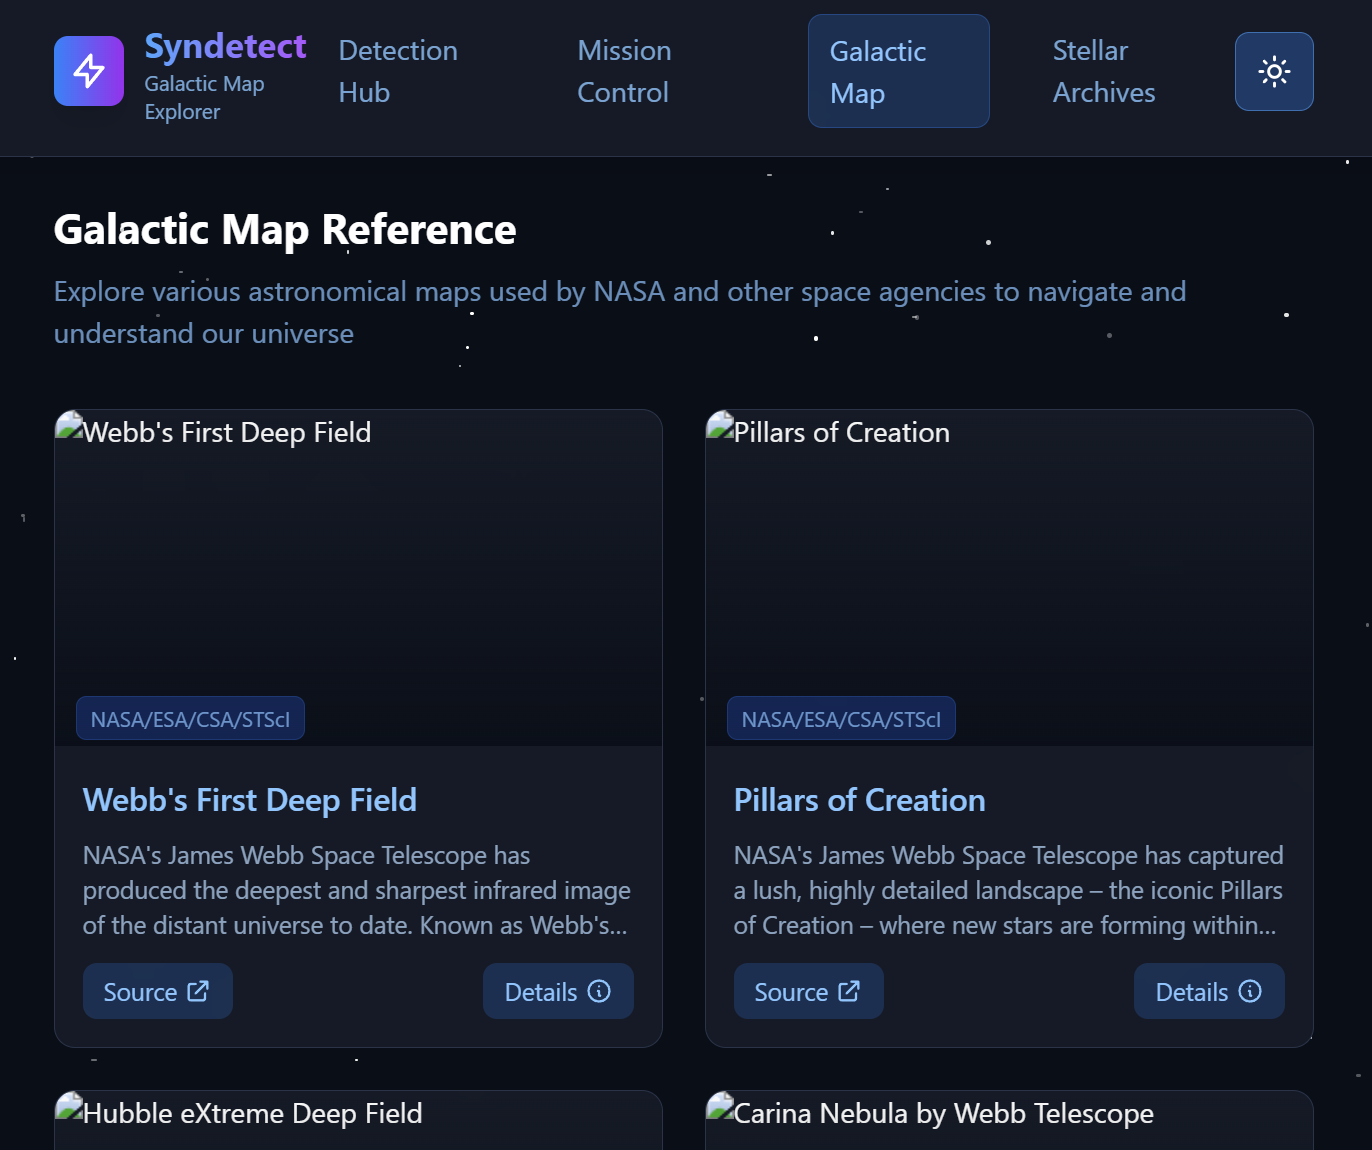 Syndetect
Galactic Map
Explorer
Detection
Hub
Mission
Control
Galactic
Map
Stellar
Archives
Galactic Map Reference
Explore various astronomical maps used by NASA and other space agencies to navigate and
understand our universe
Webb's First Deep Field
NASA/ESA/CSA/STScI
Webb's First Deep Field
NASA's James Webb Space Telescope has
produced the deepest and sharpest infrared image
of the distant universe to date. Known as Webb's...
Source
Details
Pillars of Creation
NASA/ESA/CSA/STScI
Pillars of Creation
NASA's James Webb Space Telescope has captured
a lush, highly detailed landscape – the iconic Pillars
of Creation – where new stars are forming within...
Source
Details
Hubble eXtreme Deep Field
Carina Nebula by Webb Telescope